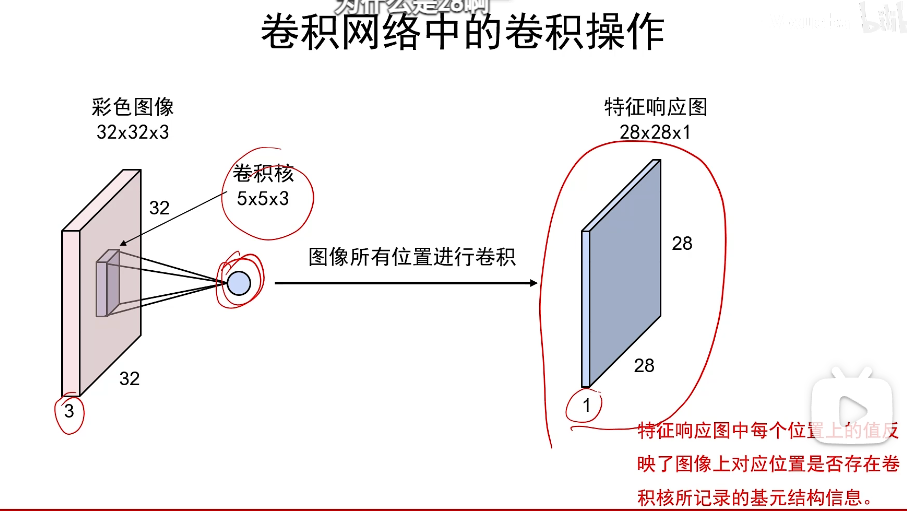 为什么是28啊
卷积网络中的卷积操作
彩色图像
32x32x3
卷积核
5x5x3
32
32
3
图像所有位置进行卷积
特征响应图
28x28x1
28
28
1
特征响应图中每个位置上的值反
映了图像上对应位置是否存在卷
积核所记录的基元结构信息。